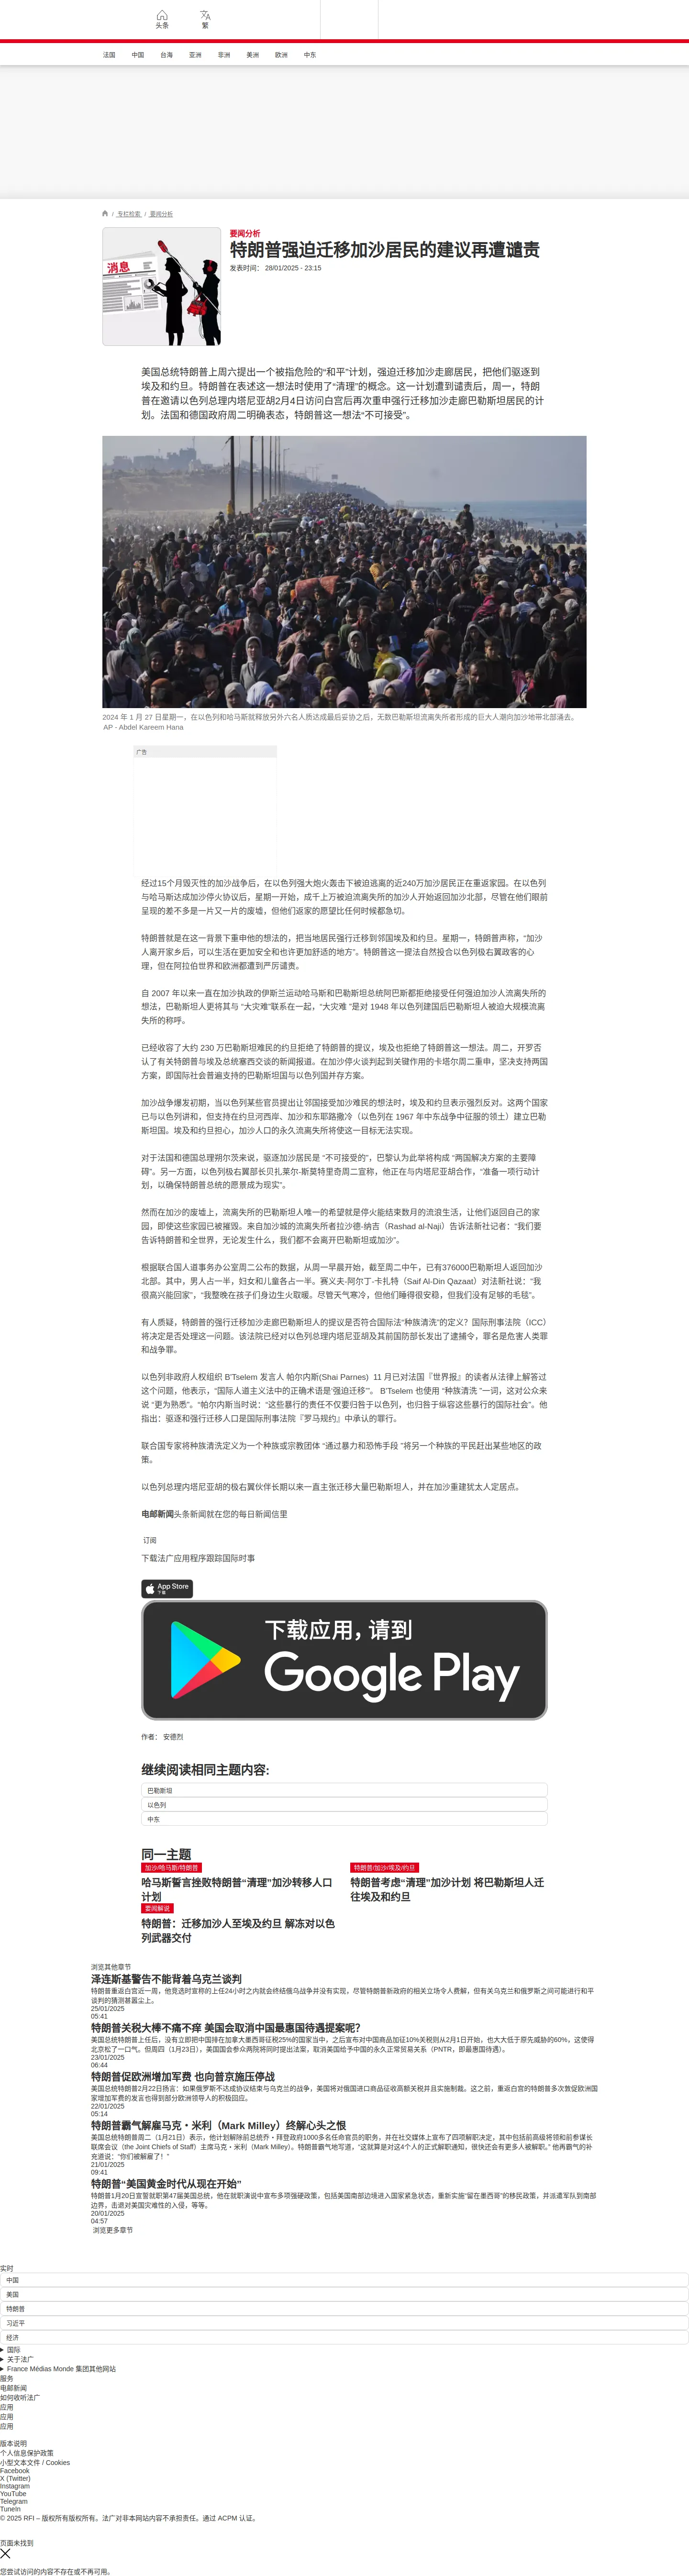 头条
繁
法国
中国
台海
亚洲
非洲
美洲
欧洲
中东
/ 专栏检索 / 要闻分析
消息
要闻分析
特朗普强迫迁移加沙居民的建议再遭谴责
发表时间： 28/01/2025 - 23:15
美国总统特朗普上周六提出一个被指危险的“和平”计划，强迫迁移加沙走廊居民，把他们驱逐到
埃及和约旦。特朗普在表述这一想法时使用了“清理”的概念。这一计划遭到谴责后，周一，特朗
普在邀请以色列总理内塔尼亚胡2月4日访问白宫后再次重申强行迁移加沙走廊巴勒斯坦居民的计
划。法国和德国政府周二明确表态，特朗普这一想法“不可接受”。
2024 年 1 月 27 日星期一，在以色列和哈马斯就释放另外六名人质达成最后妥协之后，无数巴勒斯坦流离失所者形成的巨大人潮向加沙地带北部涌去。
AP - Abdel Kareem Hana
广告
经过15个月毁灭性的加沙战争后，在以色列强大炮火轰击下被迫逃离的近240万加沙居民正在重返家园。在以色列
与哈马斯达成加沙停火协议后，星期一开始，成千上万被迫流离失所的加沙人开始返回加沙北部，尽管在他们眼前
呈现的差不多是一片又一片的废墟，但他们返家的愿望比任何时候都急切。
特朗普就是在这一背景下重申他的想法的，把当地居民强行迁移到邻国埃及和约旦。星期一，特朗普声称，“加沙
人离开家乡后，可以生活在更加安全和也许更加舒适的地方”。特朗普这一提法自然投合以色列极右翼政客的心
理，但在阿拉伯世界和欧洲都遭到严厉谴责。
自 2007 年以来一直在加沙执政的伊斯兰运动哈马斯和巴勒斯坦总统阿巴斯都拒绝接受任何强迫加沙人流离失所的
想法，巴勒斯坦人更将其与 “大灾难”联系在一起，“大灾难 ”是对 1948 年以色列建国后巴勒斯坦人被迫大规模流离
失所的称呼。
已经收容了大约 230 万巴勒斯坦难民的约旦拒绝了特朗普的提议，埃及也拒绝了特朗普这一想法。周二，开罗否
认了有关特朗普与埃及总统塞西交谈的新闻报道。在加沙停火谈判起到关键作用的卡塔尔周二重申，坚决支持两国
方案，即国际社会普遍支持的巴勒斯坦国与以色列国并存方案。
加沙战争爆发初期，当以色列某些官员提出让邻国接受加沙难民的想法时，埃及和约旦表示强烈反对。这两个国家
已与以色列讲和，但支持在约旦河西岸、加沙和东耶路撒冷（以色列在 1967 年中东战争中征服的领土）建立巴勒
斯坦国。埃及和约旦担心，加沙人口的永久流离失所将使这一目标无法实现。
对于法国和德国总理朔尔茨来说，驱逐加沙居民是 “不可接受的”，巴黎认为此举将构成 “两国解决方案的主要障
碍”。另一方面，以色列极右翼部长贝扎莱尔-斯莫特里奇周二宣称，他正在与内塔尼亚胡合作，“准备一项行动计
划，以确保特朗普总统的愿景成为现实”。
然而在加沙的废墟上，流离失所的巴勒斯坦人唯一的希望就是停火能结束数月的流浪生活，让他们返回自己的家
园，即使这些家园已被摧毁。来自加沙城的流离失所者拉沙德-纳吉（Rashad al-Naji）告诉法新社记者：“我们要
告诉特朗普和全世界，无论发生什么，我们都不会离开巴勒斯坦或加沙”。
根据联合国人道事务办公室周二公布的数据，从周一早晨开始，截至周二中午，已有376000巴勒斯坦人返回加沙
北部。其中，男人占一半，妇女和儿童各占一半。赛义夫-阿尔丁-卡扎特（Saif Al-Din Qazaat）对法新社说：“我
很高兴能回家”，“我整晚在孩子们身边生火取暖。尽管天气寒冷，但他们睡得很安稳，但我们没有足够的毛毯”。
有人质疑，特朗普的强行迁移加沙走廊巴勒斯坦人的提议是否符合国际法“种族清洗”的定义？国际刑事法院（ICC）
将决定是否处理这一问题。该法院已经对以色列总理内塔尼亚胡及其前国防部长发出了逮捕令，罪名是危害人类罪
和战争罪。
以色列非政府人权组织 B’Tselem 发言人 帕尔内斯(Shai Parnes)  11 月已对法国『世界报』的读者从法律上解答过
这个问题，他表示，“国际人道主义法中的正确术语是‘强迫迁移’”。 B’Tselem 也使用 “种族清洗 ”一词，这对公众来
说 “更为熟悉”。“帕尔内斯当时说：“这些暴行的责任不仅要归咎于以色列，也归咎于纵容这些暴行的国际社会”。他
指出：驱逐和强行迁移人口是国际刑事法院『罗马规约』中承认的罪行。
联合国专家将种族清洗定义为一个种族或宗教团体 “通过暴力和恐怖手段 ”将另一个种族的平民赶出某些地区的政
策。
以色列总理内塔尼亚胡的极右翼伙伴长期以来一直主张迁移大量巴勒斯坦人，并在加沙重建犹太人定居点。
电邮新闻头条新闻就在您的每日新闻信里
订阅
下载法广应用程序跟踪国际时事
App Store
下载
下载应用，请到
Google Play
作者： 安德烈
继续阅读相同主题内容:
巴勒斯坦
以色列
中东
同一主题
加沙/哈马斯/特朗普
哈马斯誓言挫败特朗普“清理”加沙转移人口
计划
特朗普/加沙/埃及/约旦
特朗普考虑“清理”加沙计划 将巴勒斯坦人迁
往埃及和约旦
要闻解说
特朗普：迁移加沙人至埃及约旦 解冻对以色
列武器交付
浏览其他章节
泽连斯基警告不能背着乌克兰谈判
特朗普重返白宫近一周，他竞选时宣称的上任24小时之内就会终结俄乌战争并没有实现，尽管特朗普新政府的相关立场令人费解，但有关乌克兰和俄罗斯之间可能进行和平
谈判的猜测甚嚣尘上。
25/01/2025
05:41
特朗普关税大棒不痛不痒 美国会取消中国最惠国待遇提案呢？
美国总统特朗普上任后，没有立即把中国排在加拿大墨西哥征税25%的国家当中，之后宣布对中国商品加征10%关税则从2月1日开始，也大大低于原先威胁的60%，这使得
北京松了一口气。但周四（1月23日），美国国会参众两院将同时提出法案，取消美国给予中国的永久正常贸易关系（PNTR，即最惠国待遇）。
23/01/2025
06:44
特朗普促欧洲增加军费 也向普京施压停战
美国总统特朗普2月22日扬言：如果俄罗斯不达成协议结束与乌克兰的战争，美国将对俄国进口商品征收高额关税并且实施制裁。这之前，重返白宫的特朗普多次敦促欧洲国
家增加军费的发言也得到部分欧洲领导人的积极回应。
22/01/2025
05:14
特朗普霸气解雇马克・米利（Mark Milley）终解心头之恨
美国总统特朗普周二（1月21日）表示，他计划解除前总统乔・拜登政府1000多名任命官员的职务，并在社交媒体上宣布了四项解职决定，其中包括前高级将领和前参谋长
联席会议（the Joint Chiefs of Staff）主席马克・米利（Mark Milley）。特朗普霸气地写道，“这就算是对这4个人的正式解职通知，很快还会有更多人被解职。” 他再霸气的补
充道说：“你们被解雇了！ ”
21/01/2025
09:41
特朗普“美国黄金时代从现在开始”
特朗普1月20日宣誓就职第47届美国总统，他在就职演说中宣布多项强硬政策，包括美国南部边境进入国家紧急状态，重新实施“留在墨西哥”的移民政策，并派遣军队到南部
边界，击退对美国灾难性的入侵，等等。
20/01/2025
04:57
浏览更多章节
实时
中国
美国
特朗普
习近平
经济
国际
关于法广
France Médias Monde 集团其他网站
服务
电邮新闻
如何收听法广
应用
应用
应用
版本说明
个人信息保护政策
小型文本文件 / Cookies
Facebook
X (Twitter)
Instagram
YouTube
Telegram
TuneIn
© 2025 RFI – 版权所有版权所有。法广对非本网站内容不承担责任。通过 ACPM 认证。
页面未找到
您尝试访问的内容不存在或不再可用。